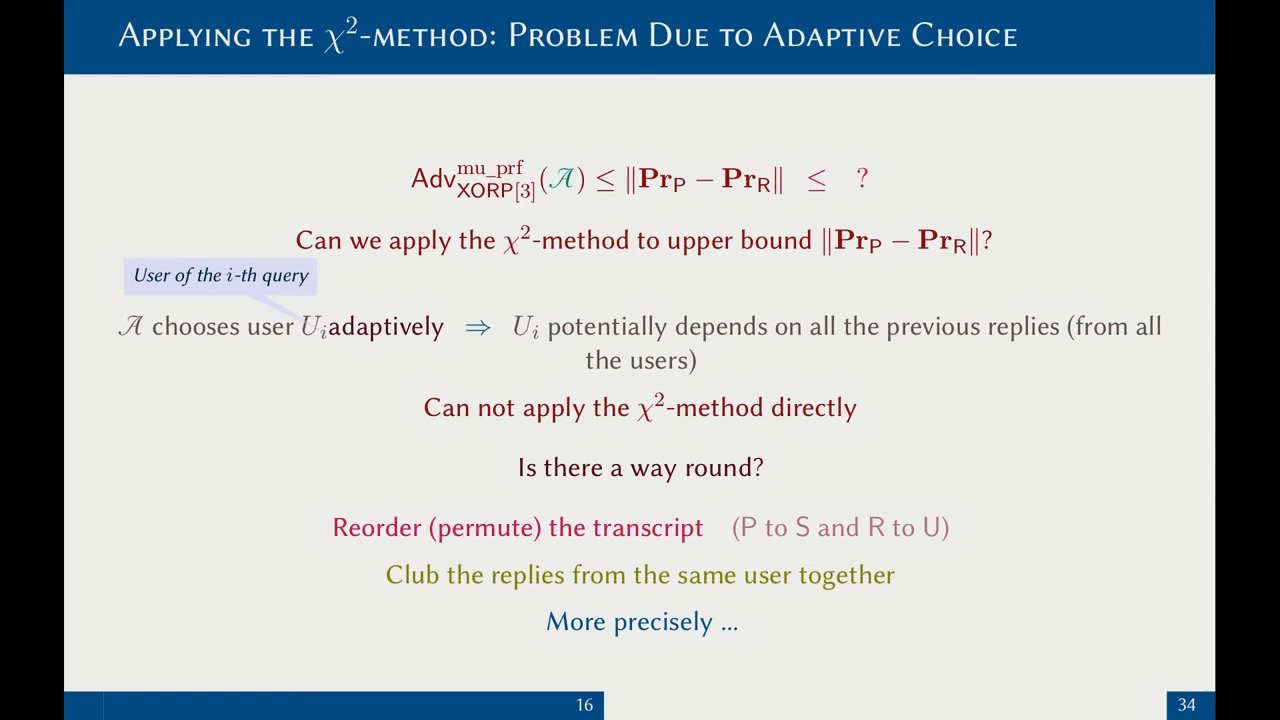 APPLYING THE χ²-METHOD: PROBLEM DUE TO ADAPTIVE CHOICE
Adv^{mu_prf}_{XORP[3]}(𝒜) ≤ ‖Pr_P − Pr_R‖ ≤ ?
Can we apply the χ²-method to upper bound ‖Pr_P − Pr_R‖?
User of the i-th query
𝒜 chooses user U_i adaptively ⇒ U_i potentially depends on all the previous replies (from all
the users)
Can not apply the χ²-method directly
Is there a way round?
Reorder (permute) the transcript (P to S and R to U)
Club the replies from the same user together
More precisely ...
16
34